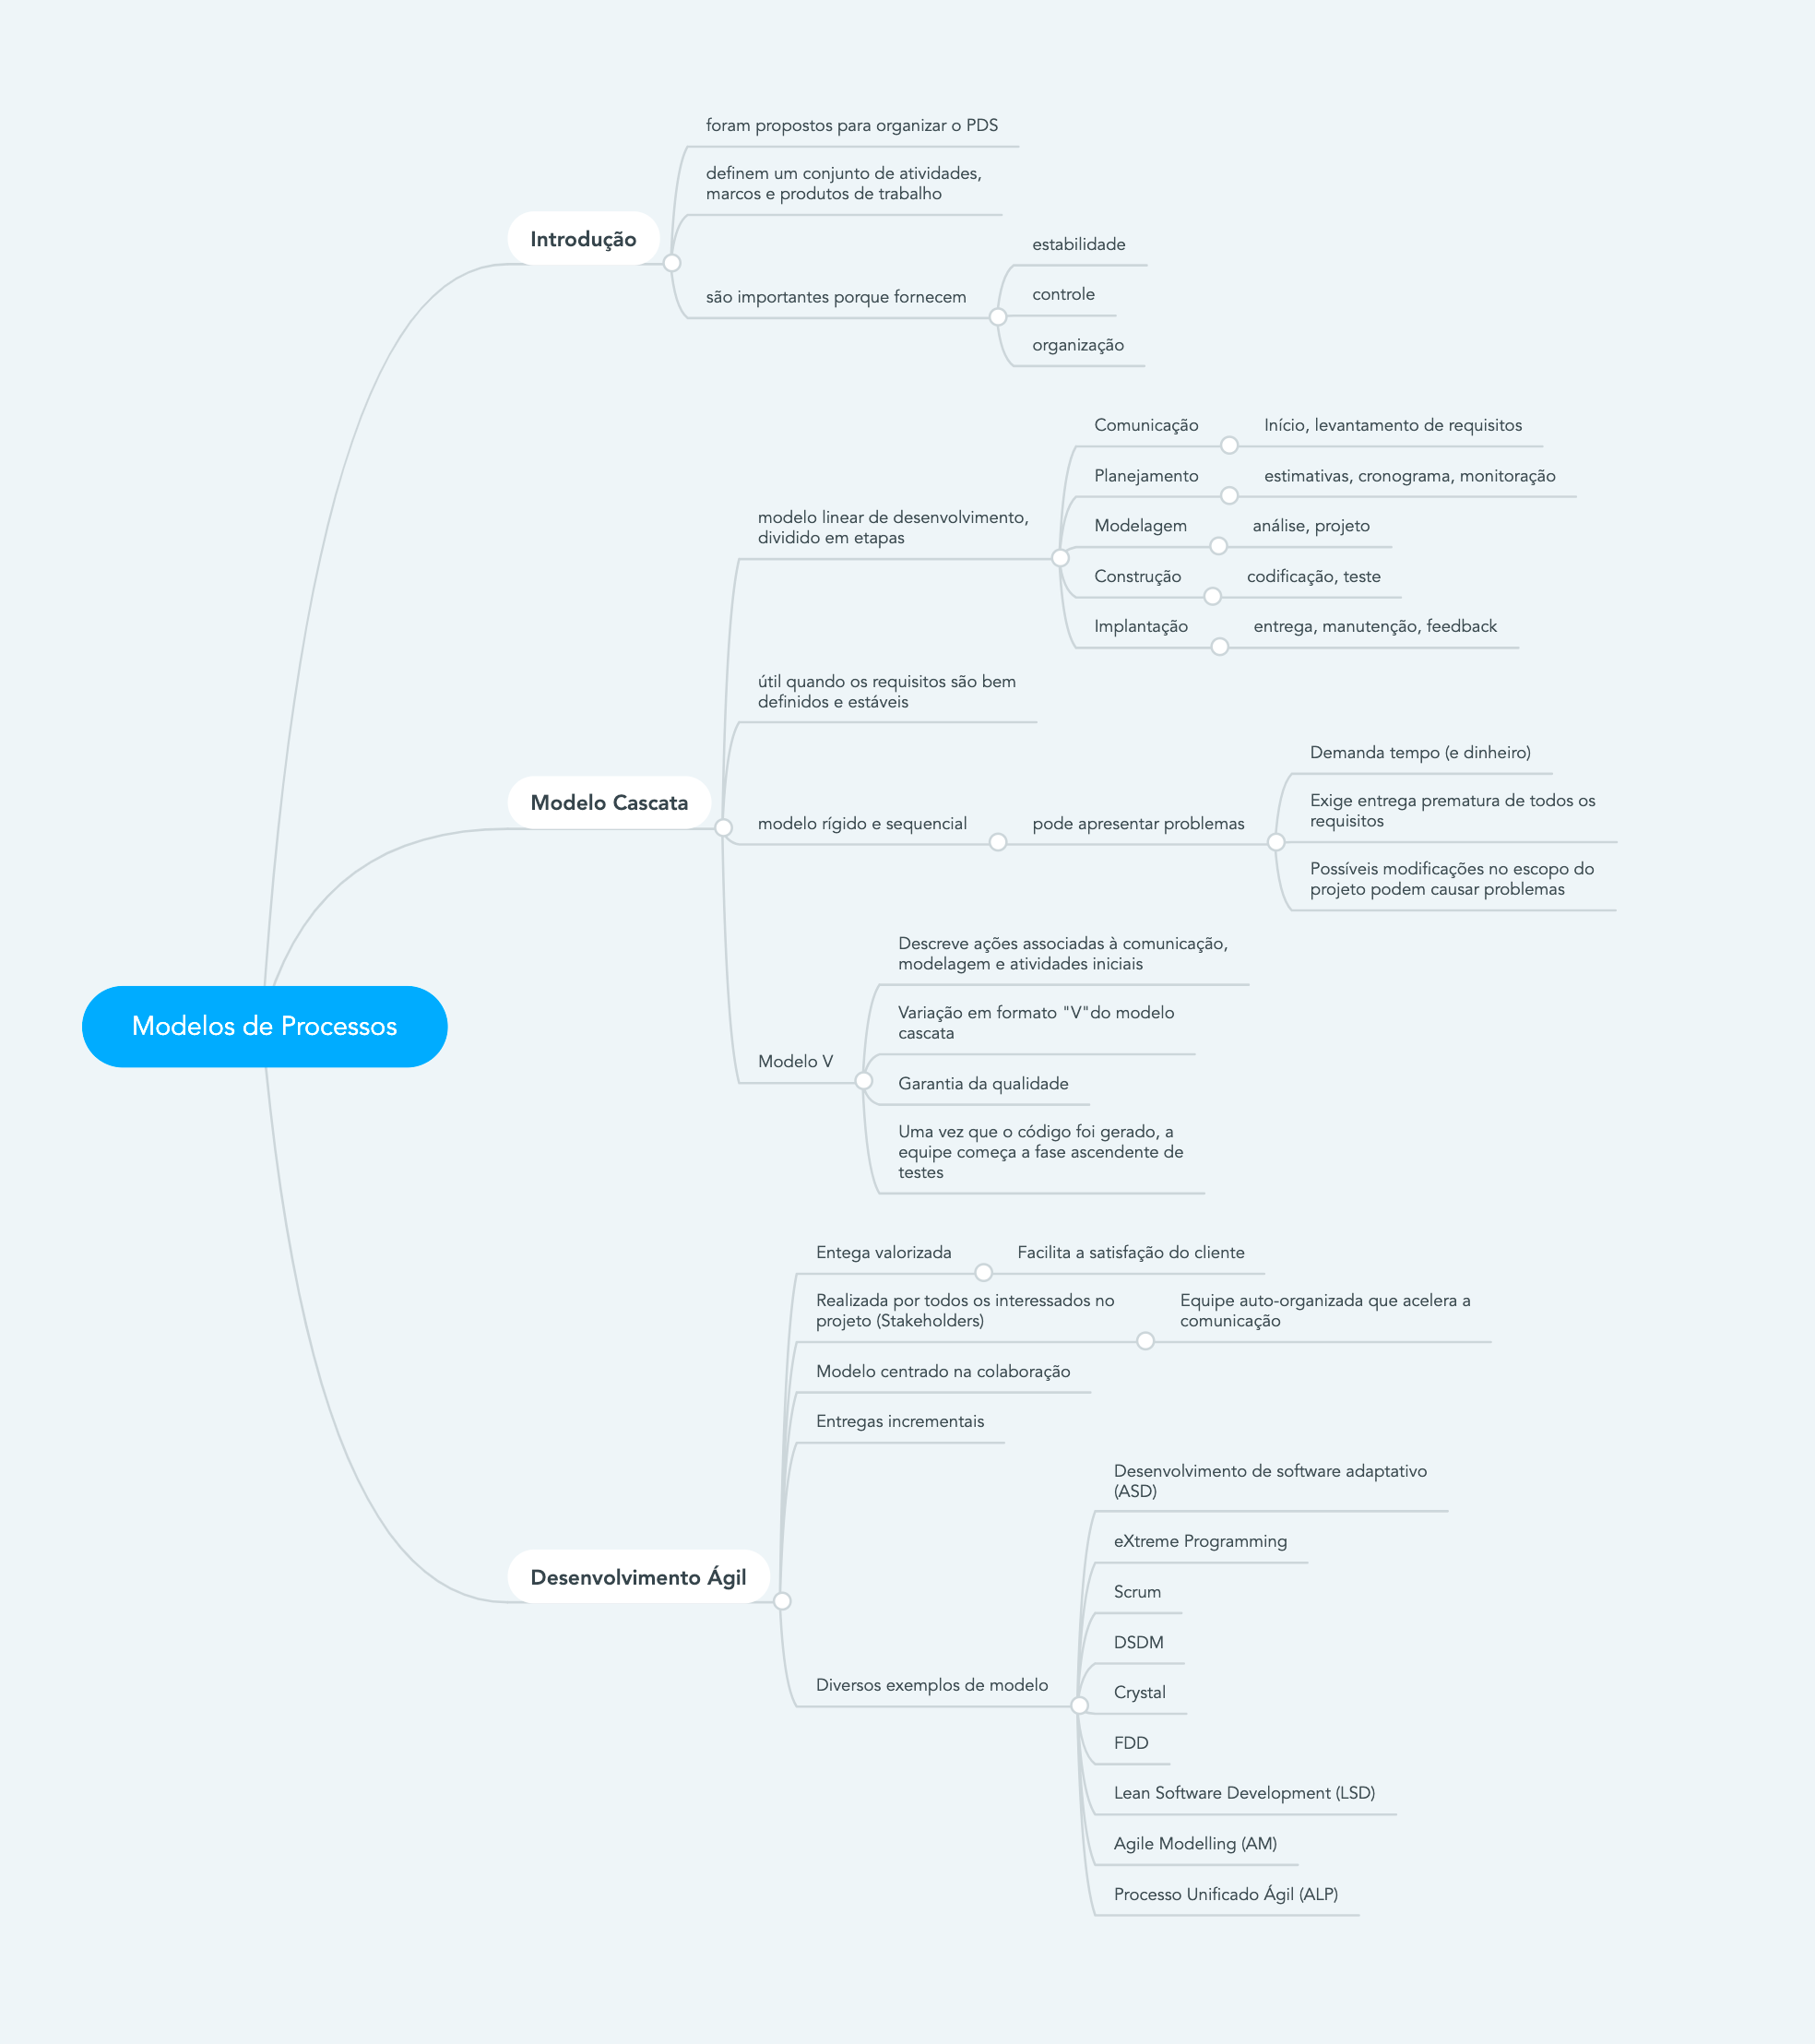 Modelos de Processos
Introdução
foram propostos para organizar o PDS
definem um conjunto de atividades,
marcos e produtos de trabalho
são importantes porque fornecem
estabilidade
controle
organização
Modelo Cascata
modelo linear de desenvolvimento,
dividido em etapas
Comunicação
Início, levantamento de requisitos
Planejamento
estimativas, cronograma, monitoração
Modelagem
análise, projeto
Construção
codificação, teste
Implantação
entrega, manutenção, feedback
útil quando os requisitos são bem
definidos e estáveis
modelo rígido e sequencial
pode apresentar problemas
Demanda tempo (e dinheiro)
Exige entrega prematura de todos os
requisitos
Possíveis modificações no escopo do
projeto podem causar problemas
Modelo V
Descreve ações associadas à comunicação,
modelagem e atividades iniciais
Variação em formato "V"do modelo
cascata
Garantia da qualidade
Uma vez que o código foi gerado, a
equipe começa a fase ascendente de
testes
Desenvolvimento Ágil
Entega valorizada
Facilita a satisfação do cliente
Realizada por todos os interessados no
projeto (Stakeholders)
Equipe auto-organizada que acelera a
comunicação
Modelo centrado na colaboração
Entregas incrementais
Diversos exemplos de modelo
Desenvolvimento de software adaptativo
(ASD)
eXtreme Programming
Scrum
DSDM
Crystal
FDD
Lean Software Development (LSD)
Agile Modelling (AM)
Processo Unificado Ágil (ALP)